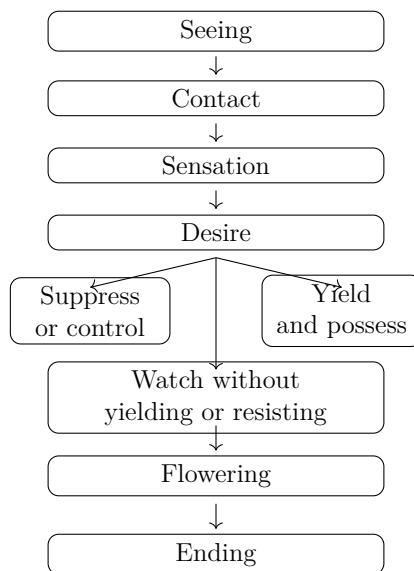 Seeing
Contact
Sensation
Desire
Suppress
or control
Yield
and possess
Watch without
yielding or resisting
Flowering
Ending